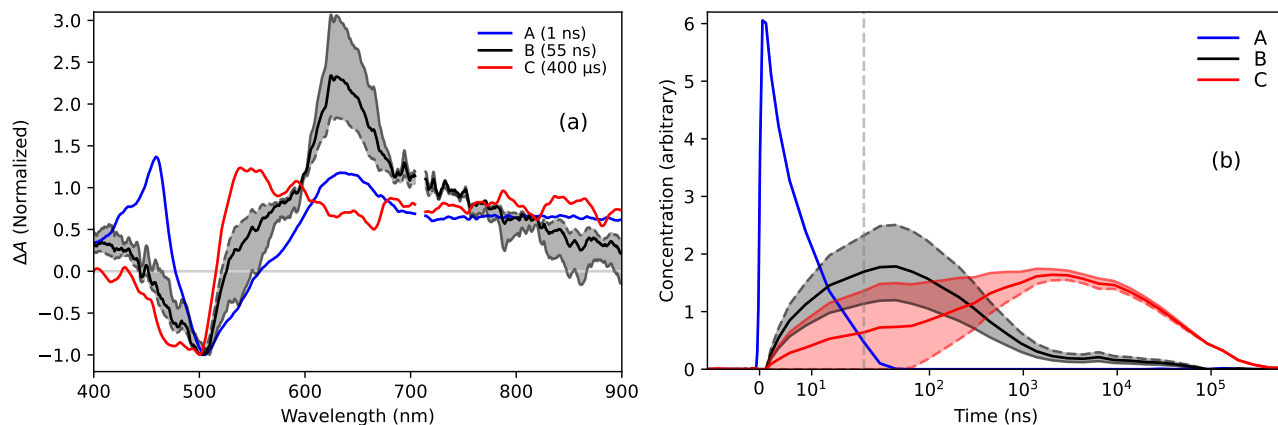 A (1 ns)
B (55 ns)
C (400 μs)
(a)
3.0
2.5
2.0
1.5
1.0
0.5
0.0
−0.5
−1.0
ΔA (Normalized)
400 500 600 700 800 900
Wavelength (nm)
A
B
C
(b)
6
5
4
3
2
1
0
Concentration (arbitrary)
0 10¹ 10² 10³ 10⁴ 10⁵
Time (ns)